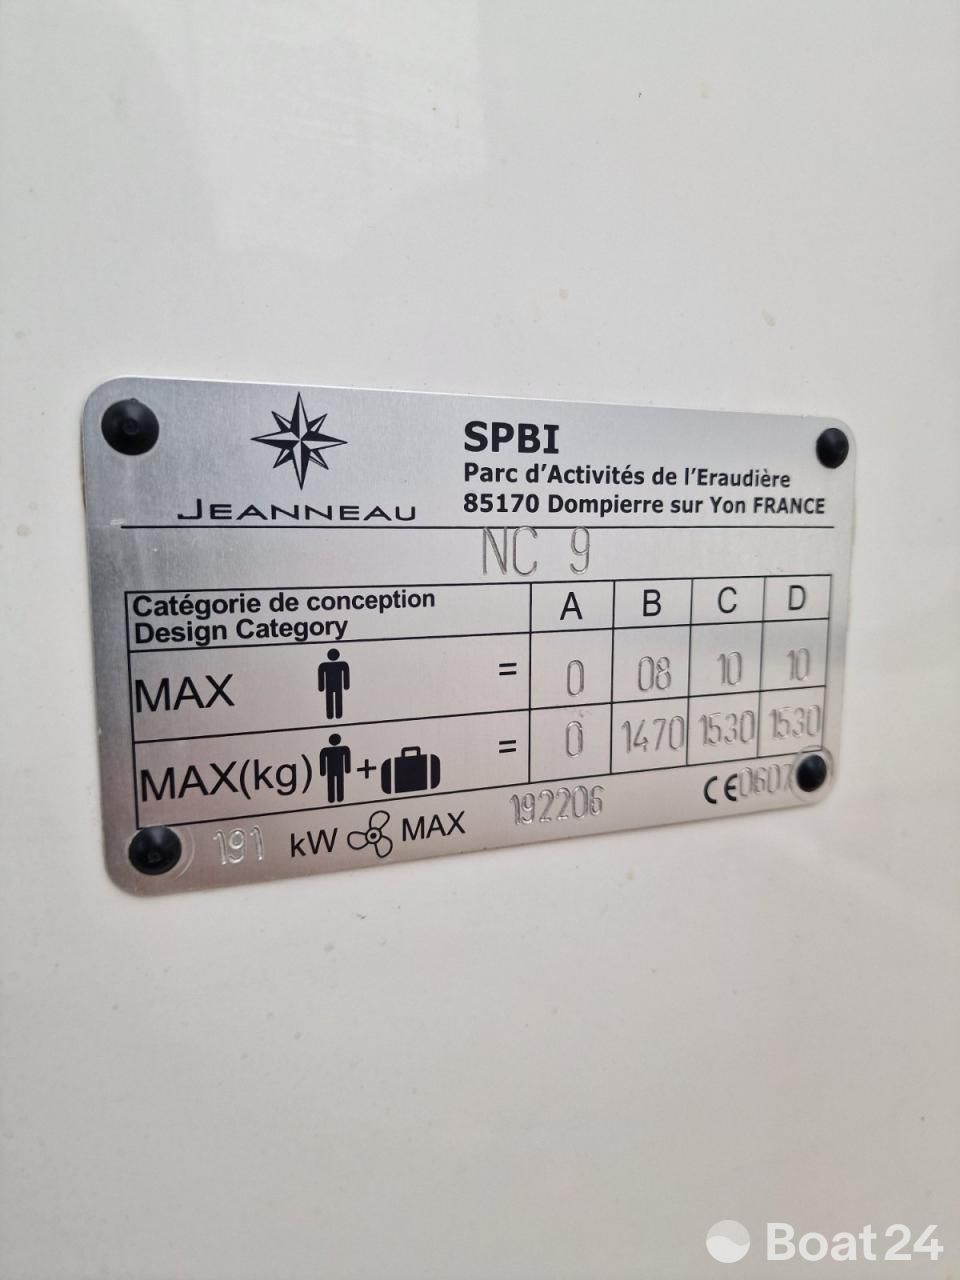 JEANNEAU
SPBI
Parc d'Activités de l'Eraudière
85170 Dompierre sur Yon FRANCE
NC 9
Catégorie de conception
Design Category
A B C D
MAX = 0 08 10 10
MAX(kg) + = 0 1470 1530 1530
191 kW MAX 192206 CE0607
Boat24